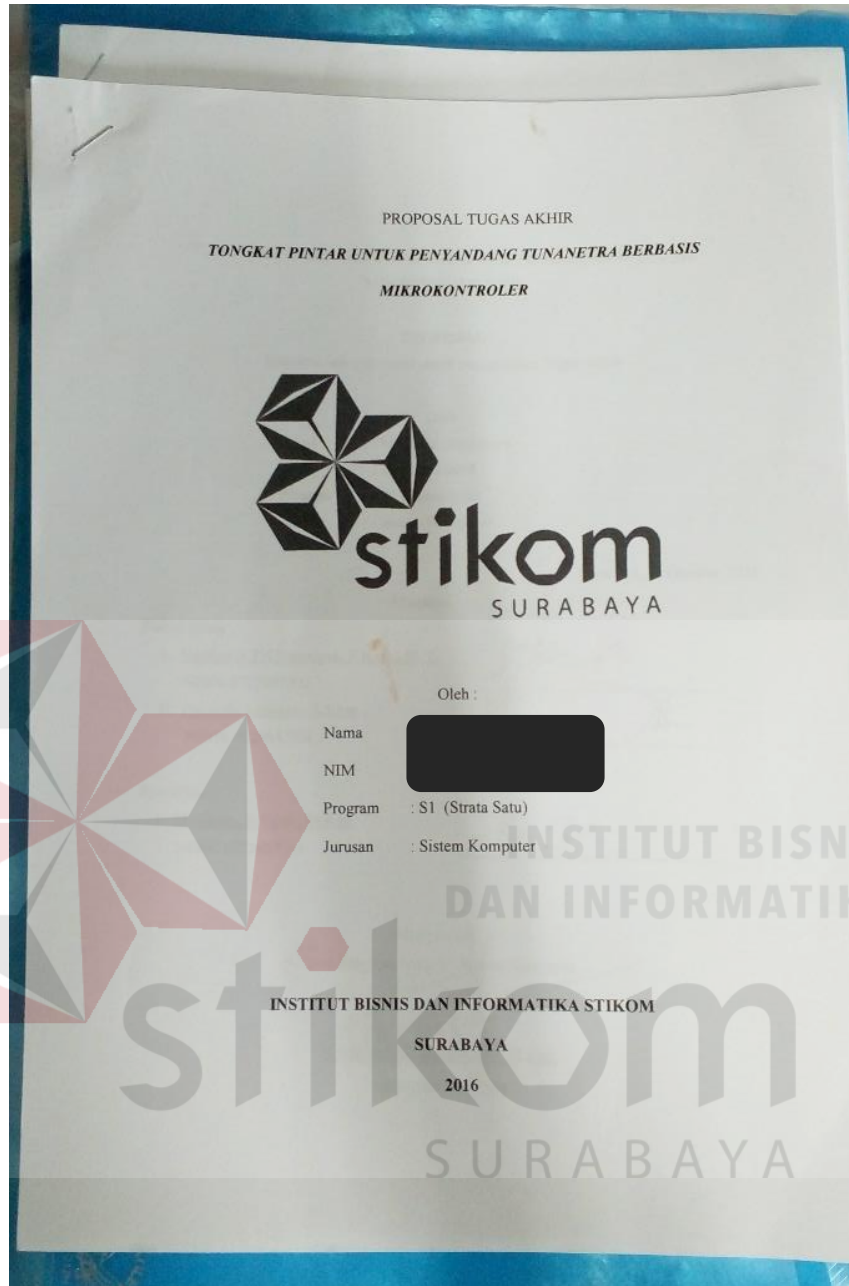 PROPOSAL TUGAS AKHIR
TONGKAT PINTAR UNTUK PENYANDANG TUNANETRA BERBASIS
MIKROKONTROLER
stikom
SURABAYA
Oleh :
Nama
NIM
Program : S1 (Strata Satu)
Jurusan : Sistem Komputer
INSTITUT BISN
DAN INFORMATIK
INSTITUT BISNIS DAN INFORMATIKA STIKOM
SURABAYA
2016
stikom
SURABAYA